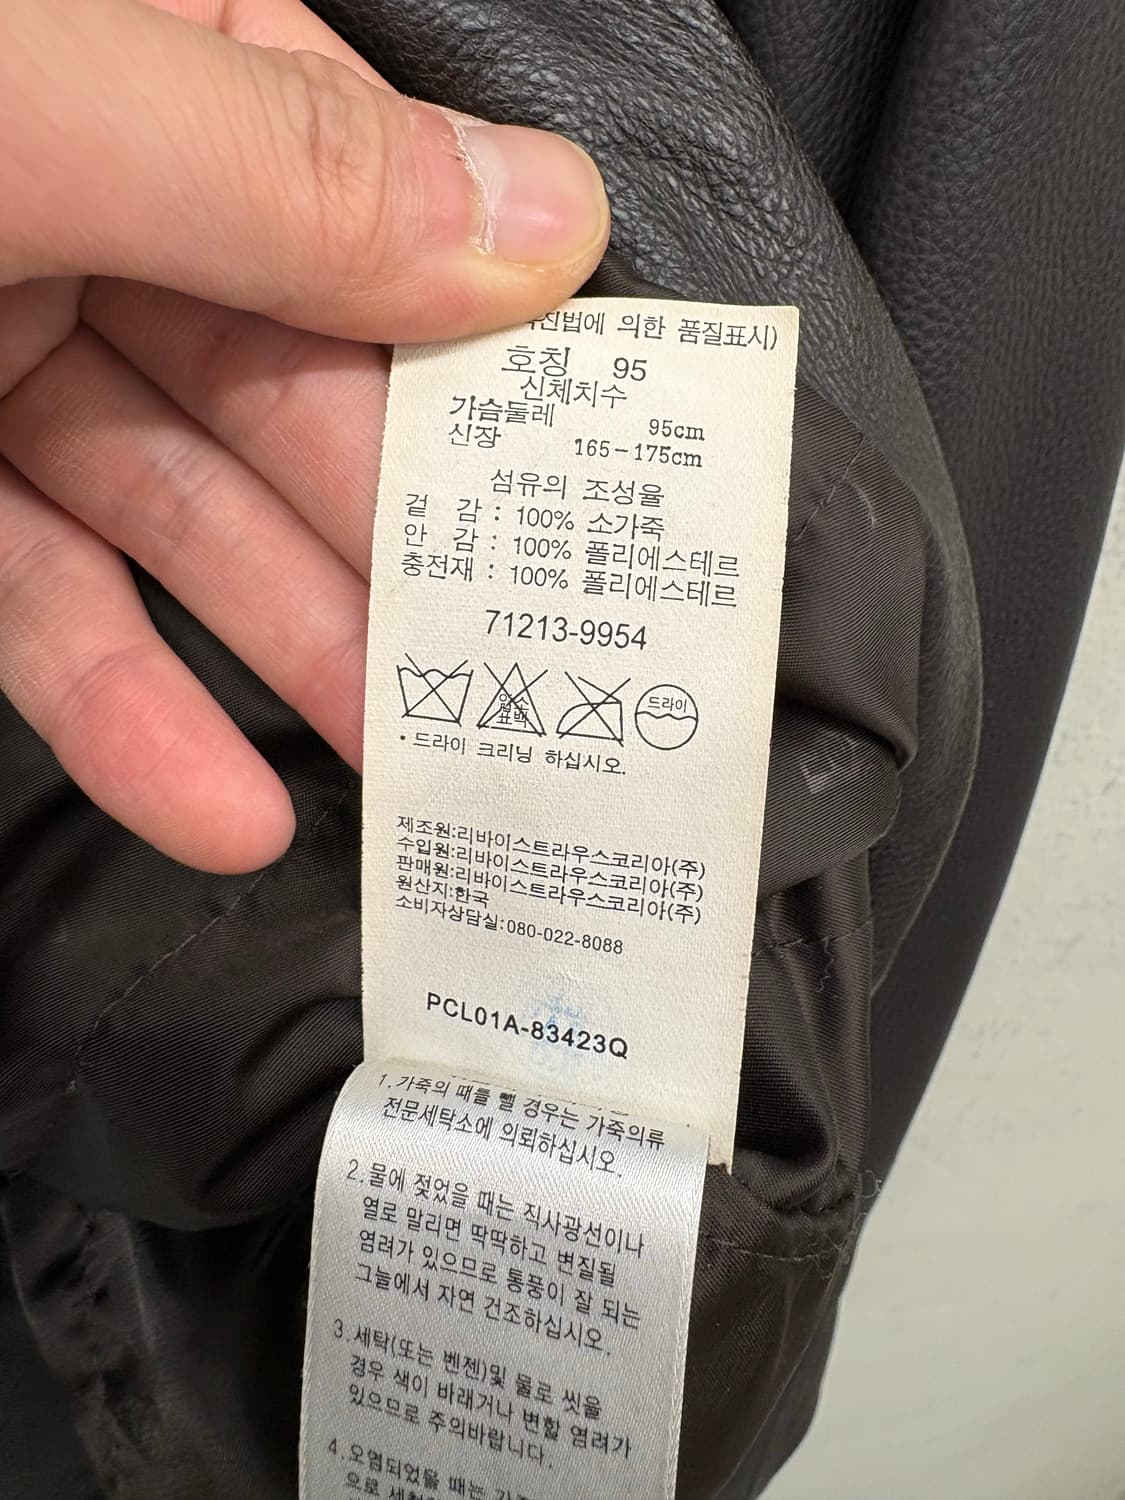 의한 품질표시)
호칭 95
신체치수
가슴둘레 95cm
신장 165-175cm
섬유의 조성율
겉 감 : 100% 소가죽
안 감 : 100% 폴리에스테르
충전재 : 100% 폴리에스테르
71213-9954
염소
표백
드라이
• 드라이 크리닝 하십시오.
제조원:리바이스트라우스코리아(주)
수입원:리바이스트라우스코리아(주)
판매원:리바이스트라우스코리아(주)
원산지:한국
소비자상담실:080-022-8088
PCL01A-83423Q
1.가죽의 때를 뺄 경우는 가죽의류
전문세탁소에 의뢰하십시오.
2.물에 젖었을 때는 직사광선이나
열로 말리면 딱딱하고 변질될
염려가 있으므로 통풍이 잘 되는
그늘에서 자연 건조하십시오.
3.세탁(또는 벤젠)및 물로 씻을
경우 색이 바래거나 변할 염려가
있으므로 주의바랍니다.
4.오염되었을 때는
으로